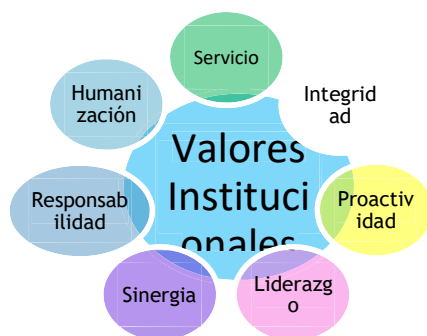 Servicio
Integrid
ad
Proactiv
idad
Liderazg
o
Sinergia
Responsab
ilidad
Humani
zación
Valores
Instituci
onales